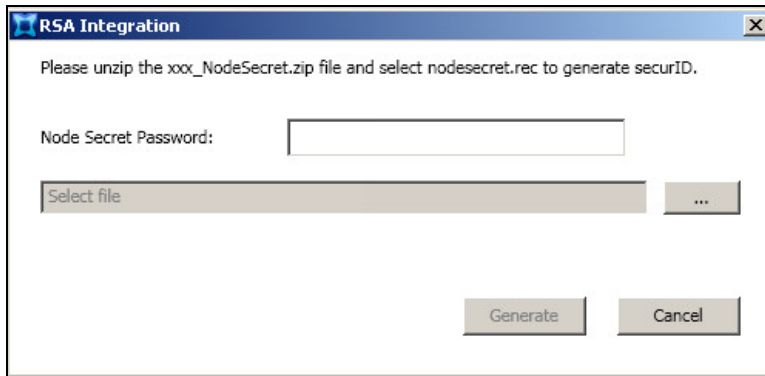 RSA Integration
Please unzip the xxx_NodeSecret.zip file and select nodesecret.rec to generate securID.
Node Secret Password:
Select file
...
Generate
Cancel